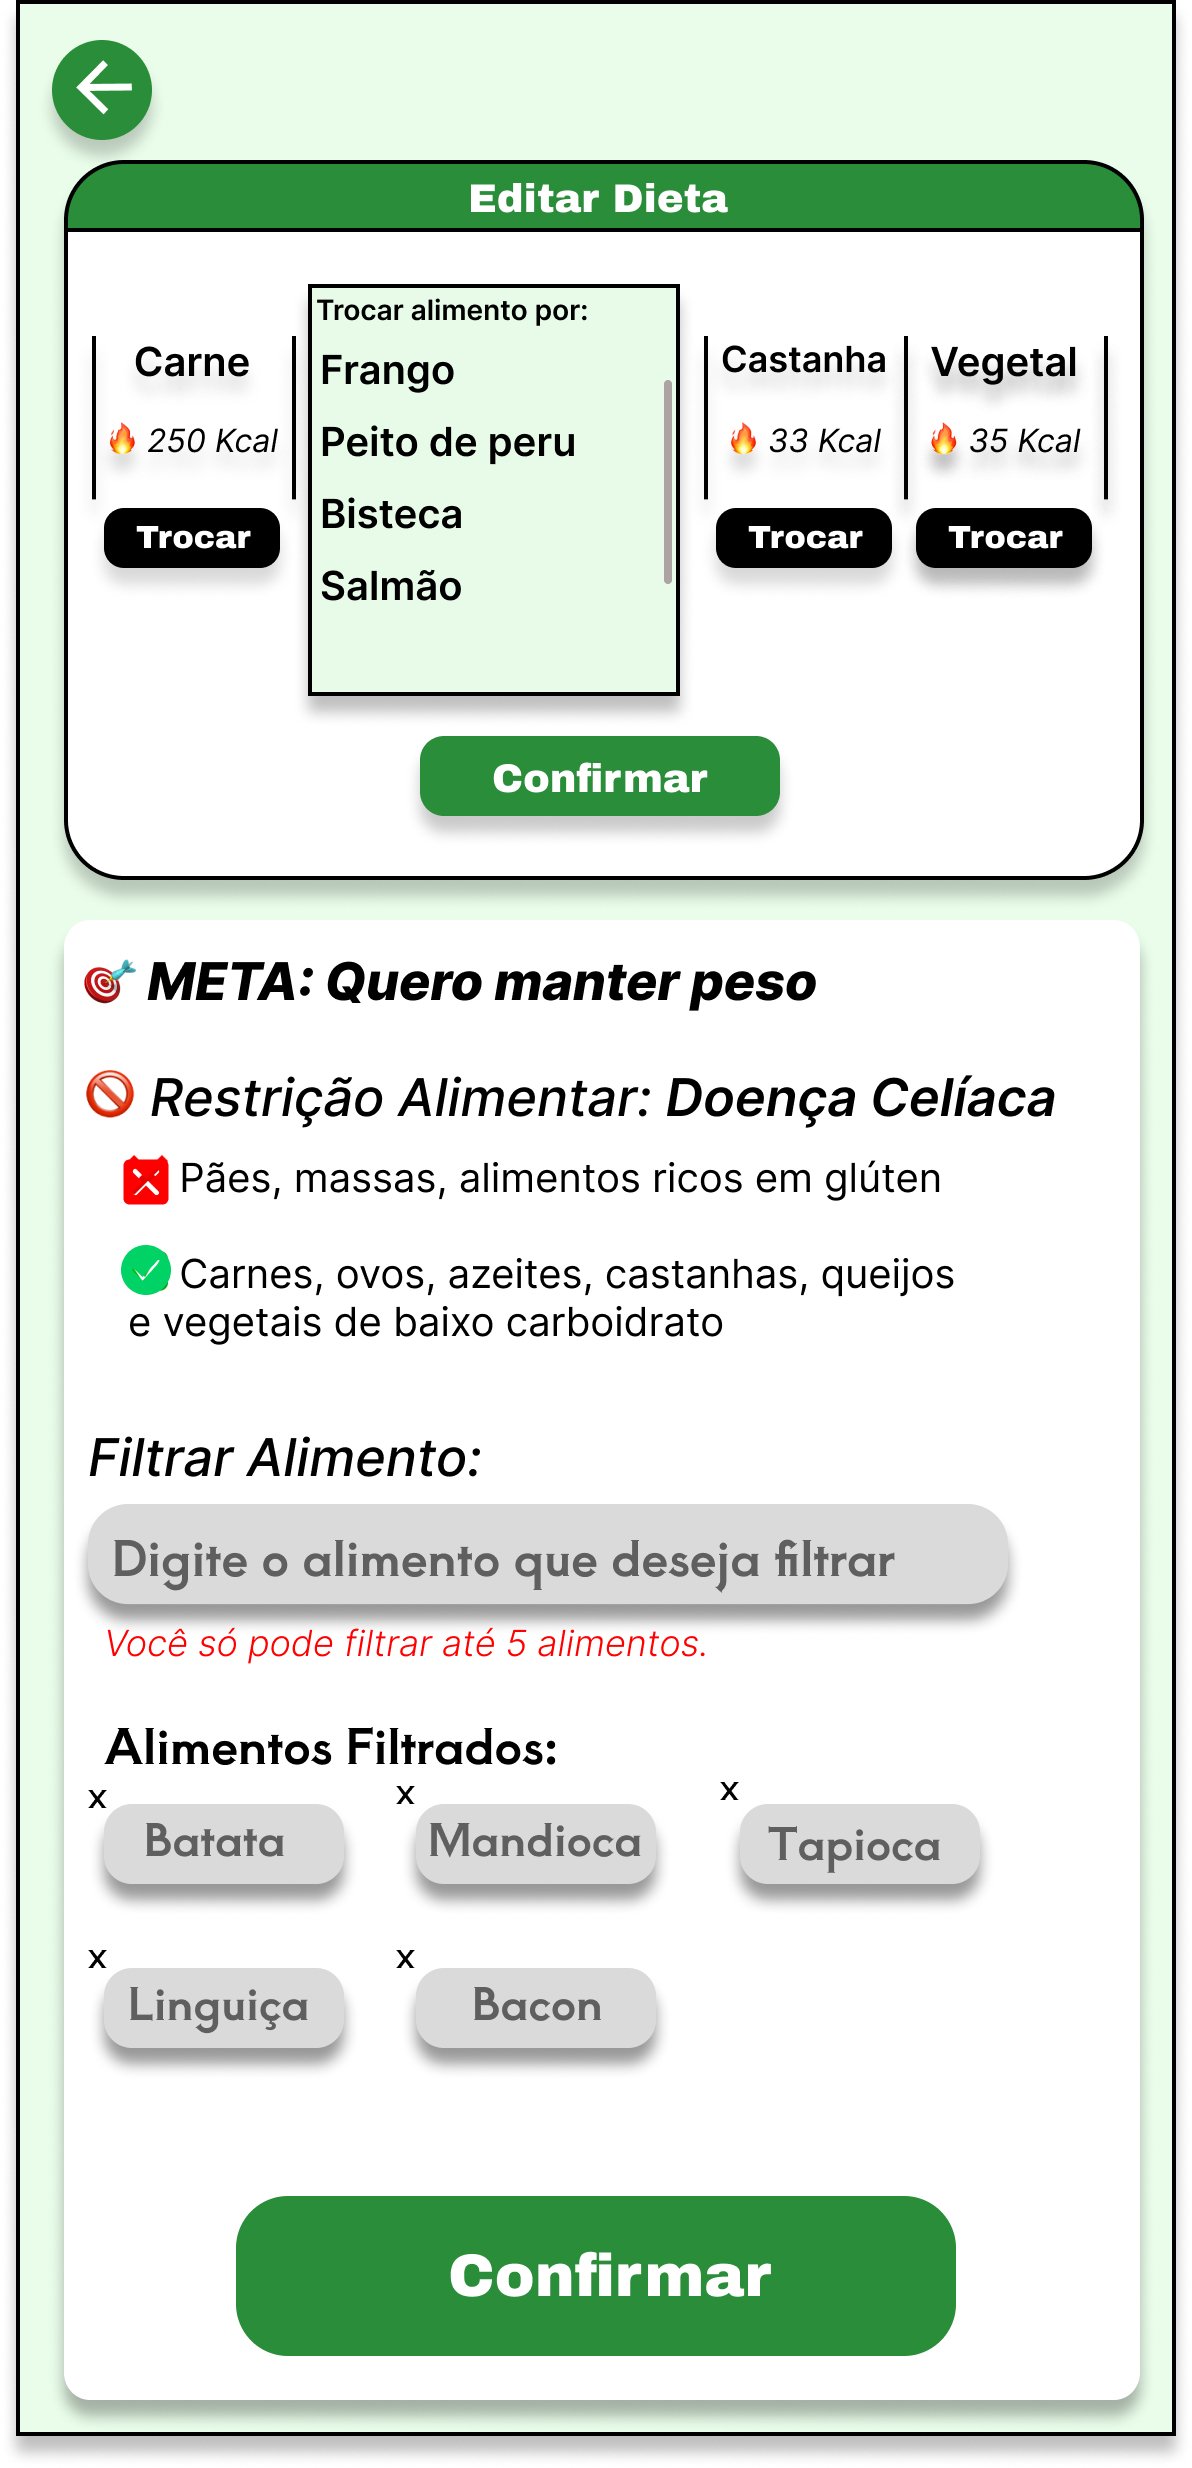 Editar Dieta
Carne
250 Kcal
Trocar
Trocar alimento por:
Frango
Peito de peru
Bisteca
Salmão
Castanha
33 Kcal
Trocar
Vegetal
35 Kcal
Trocar
Confirmar
META: Quero manter peso
Restrição Alimentar: Doença Celíaca
Pães, massas, alimentos ricos em glúten
Carnes, ovos, azeites, castanhas, queijos
e vegetais de baixo carboidrato
Filtrar Alimento:
Digite o alimento que deseja filtrar
Você só pode filtrar até 5 alimentos.
Alimentos Filtrados:
x Batata
x Mandioca
x Tapioca
x Linguiça
x Bacon
Confirmar